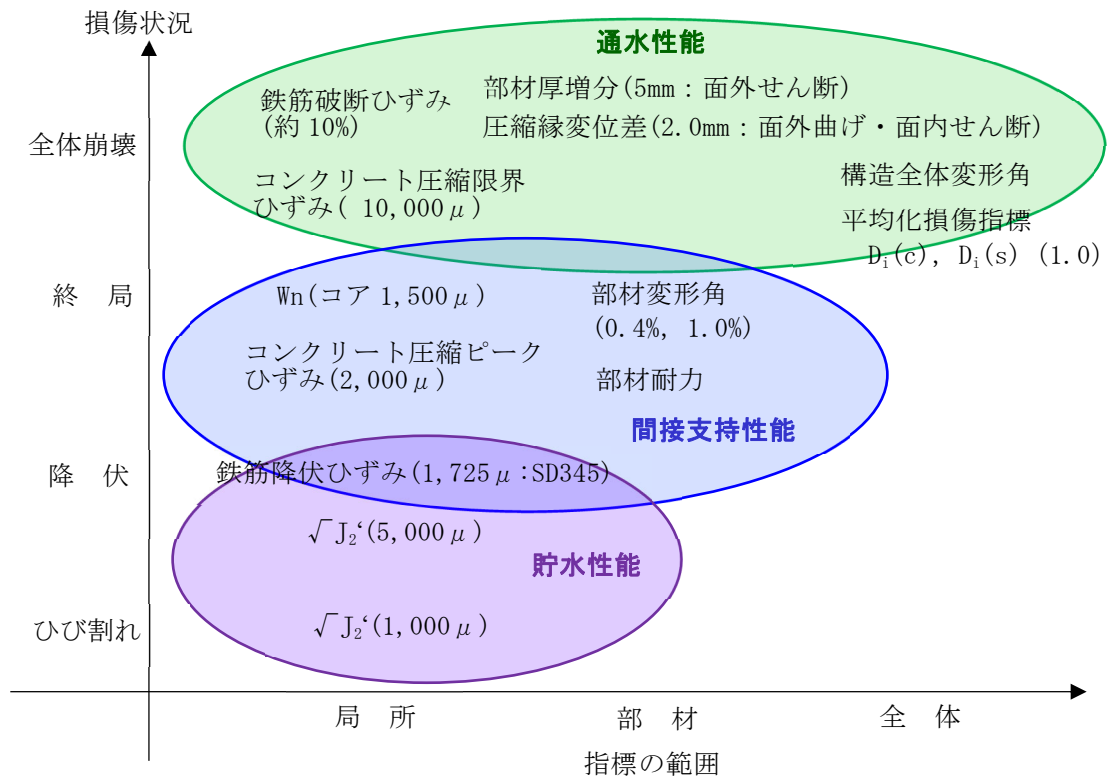 損傷状況
通水性能
鉄筋破断ひずみ
(約10%)
部材厚増分(5mm：面外せん断)
圧縮縁変位差(2.0mm：面外曲げ・面内せん断)
全体崩壊
コンクリート圧縮限界
ひずみ( 10,000μ)
構造全体変形角
平均化損傷指標
Di(c), Di(s) (1.0)
終 局
Wn(コア 1,500μ)
部材変形角
(0.4%, 1.0%)
コンクリート圧縮ピーク
ひずみ(2,000μ)
部材耐力
間接支持性能
降 伏
鉄筋降伏ひずみ(1,725μ:SD345)
√J₂‘(5,000μ)
貯水性能
ひび割れ
√J₂‘(1,000μ)
局 所
部 材
全 体
指標の範囲